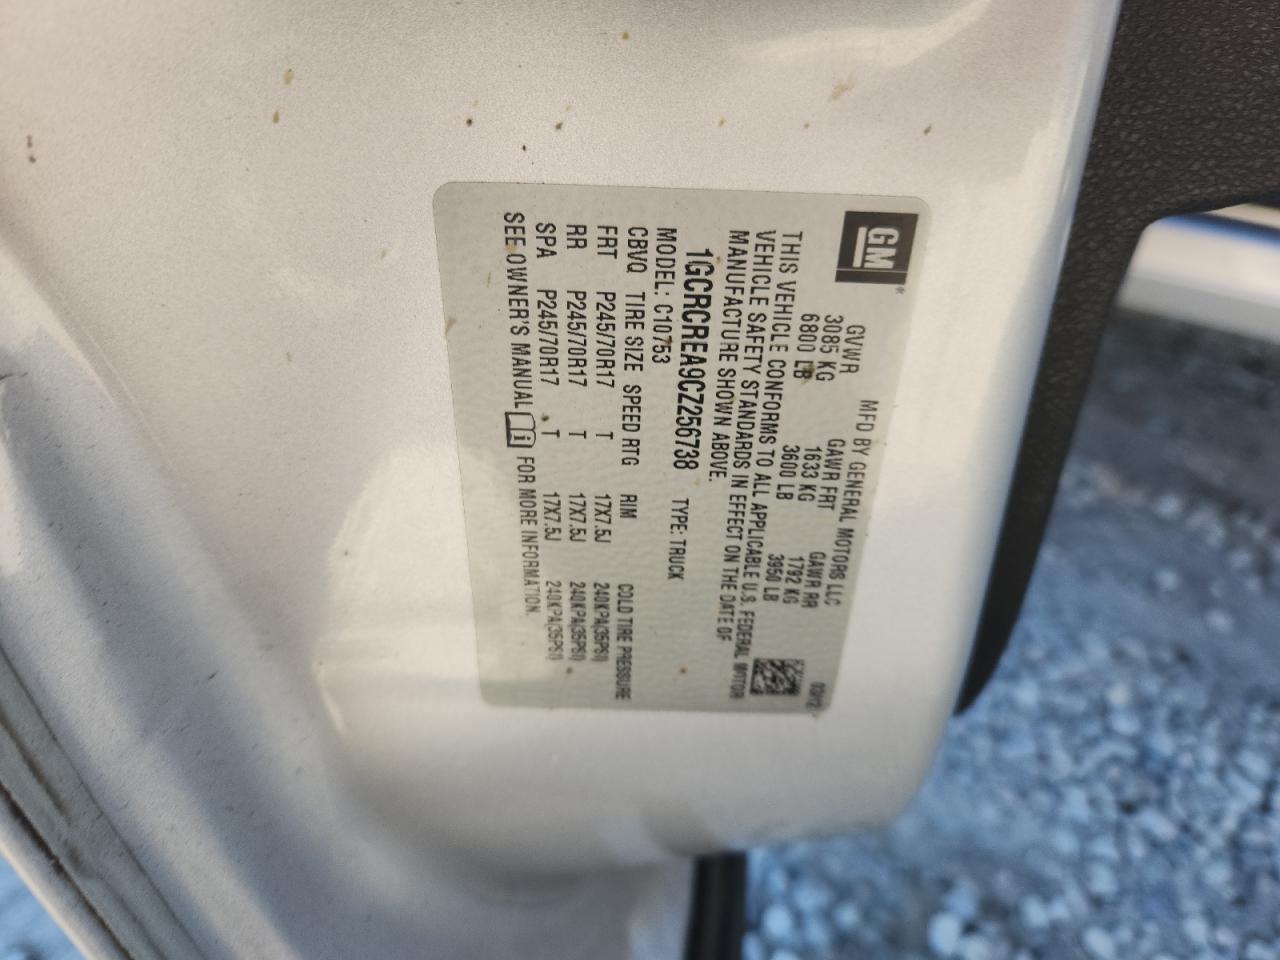 GM
MFD BY GENERAL MOTORS LLC
GVWR GAWR FRT GAWR RR
3085 KG 1633 KG 1792 KG
6800 LB 3600 LB 3950 LB
THIS VEHICLE CONFORMS TO ALL APPLICABLE U.S. FEDERAL MOTOR
VEHICLE SAFETY STANDARDS IN EFFECT ON THE DATE OF
MANUFACTURE SHOWN ABOVE.
1GCRCREA9CZ256738 TYPE: TRUCK
MODEL: C10753
CBVQ TIRE SIZE SPEED RTG RIM COLD TIRE PRESSURE
FRT P245/70R17 T 17X7.5J 240KPA(35PSI)
RR P245/70R17 T 17X7.5J 240KPA(35PSI)
SPA P245/70R17 T 17X7.5J 240KPA(35PSI)
SEE OWNER'S MANUAL FOR MORE INFORMATION.